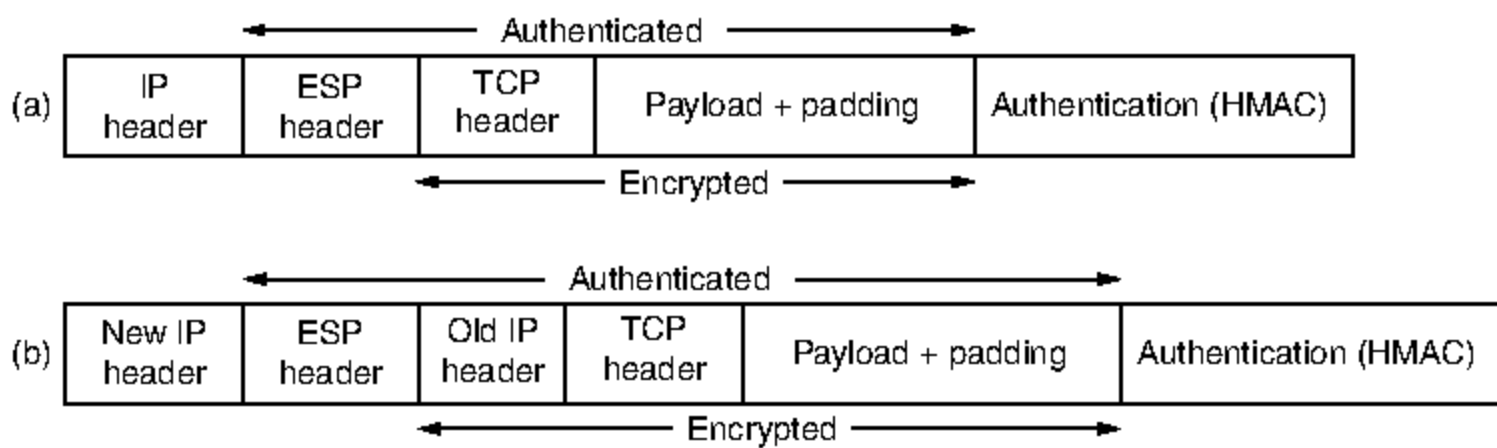 Authenticated
(a)
IP
header
ESP
header
TCP
header
Payload + padding
Authentication (HMAC)
Encrypted
Authenticated
(b)
New IP
header
ESP
header
Old IP
header
TCP
header
Payload + padding
Authentication (HMAC)
Encrypted